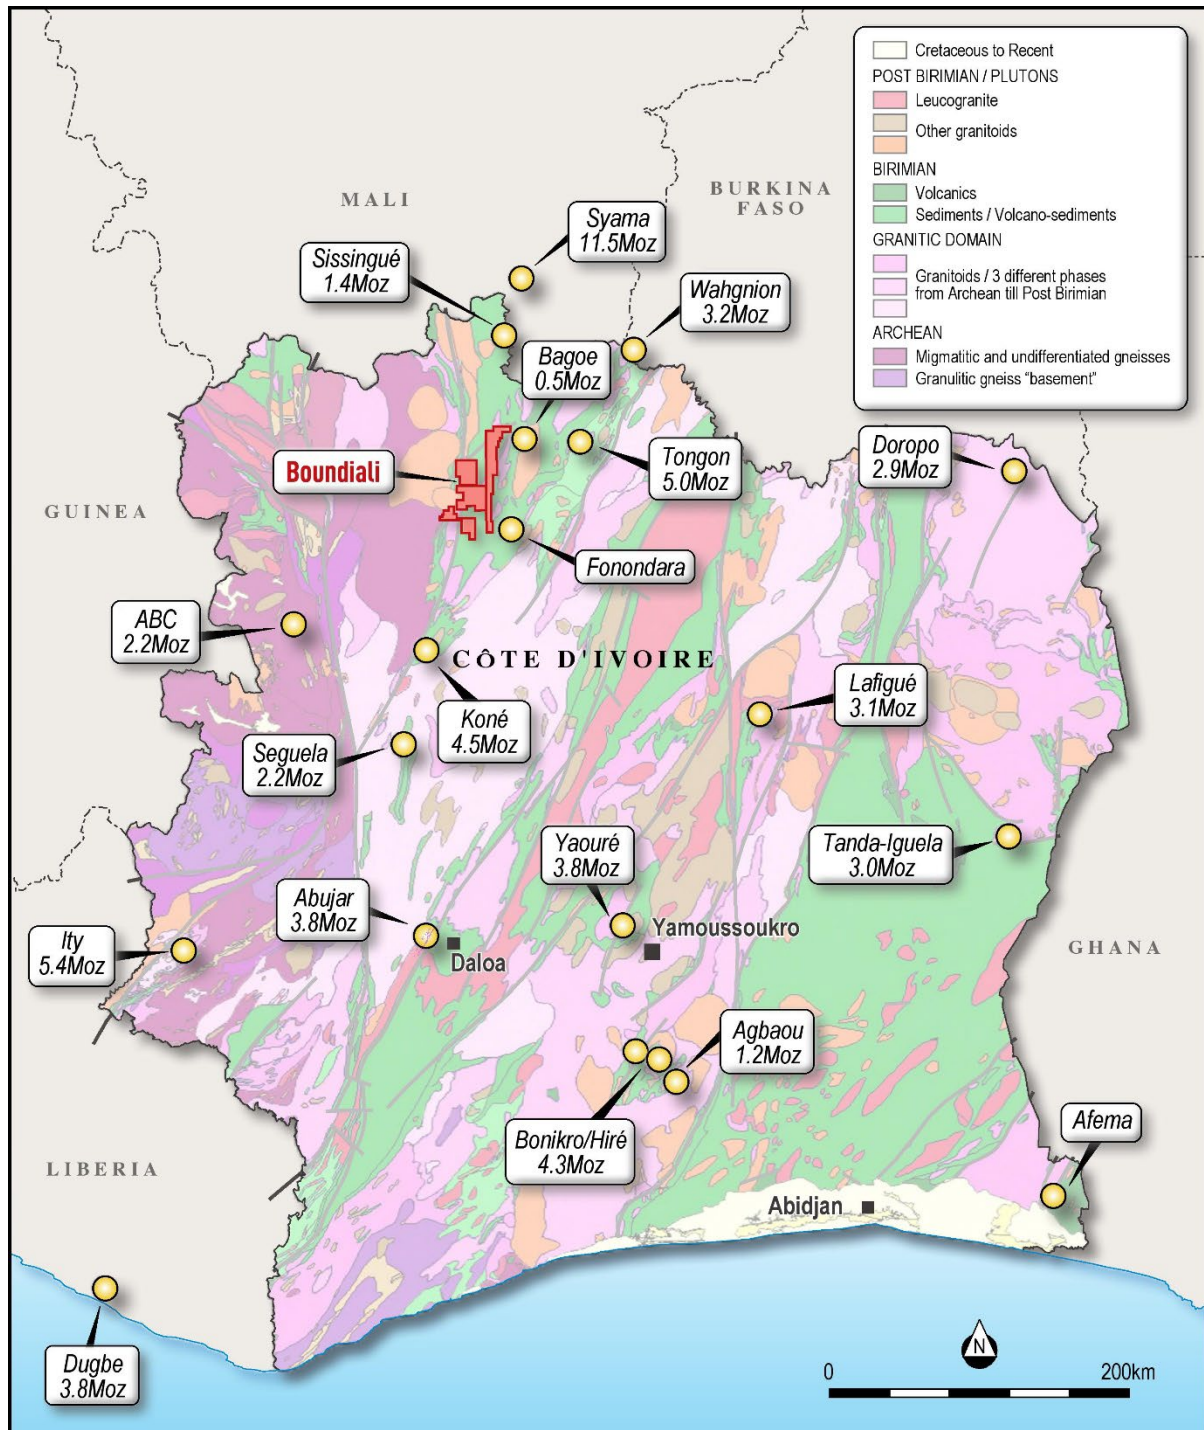 Cretaceous to Recent
POST BIRIMIAN / PLUTONS
Leucogranite
Other granitoids
BIRIMIAN
Volcanics
Sediments / Volcano-sediments
GRANITIC DOMAIN
Granitoids / 3 different phases
from Archean till Post Birimian
ARCHEAN
Migmatitic and undifferentiated gneisses
Granulitic gneiss “basement”
MALI
BURKINA
FASO
Syama
11.5Moz
Sissingué
1.4Moz
Wahgnion
3.2Moz
Bagoe
0.5Moz
Boundiali
Tongon
5.0Moz
Doropo
2.9Moz
GUINEA
Fonondara
ABC
2.2Moz
CÔTE D'IVOIRE
Koné
4.5Moz
Lafigué
3.1Moz
Seguela
2.2Moz
Yaouré
3.8Moz
Tanda-Iguela
3.0Moz
Abujar
3.8Moz
Yamoussoukro
Ity
5.4Moz
Daloa
GHANA
Agbaou
1.2Moz
Bonikro/Hiré
4.3Moz
Afema
LIBERIA
Abidjan
Dugbe
3.8Moz
N
0
200km